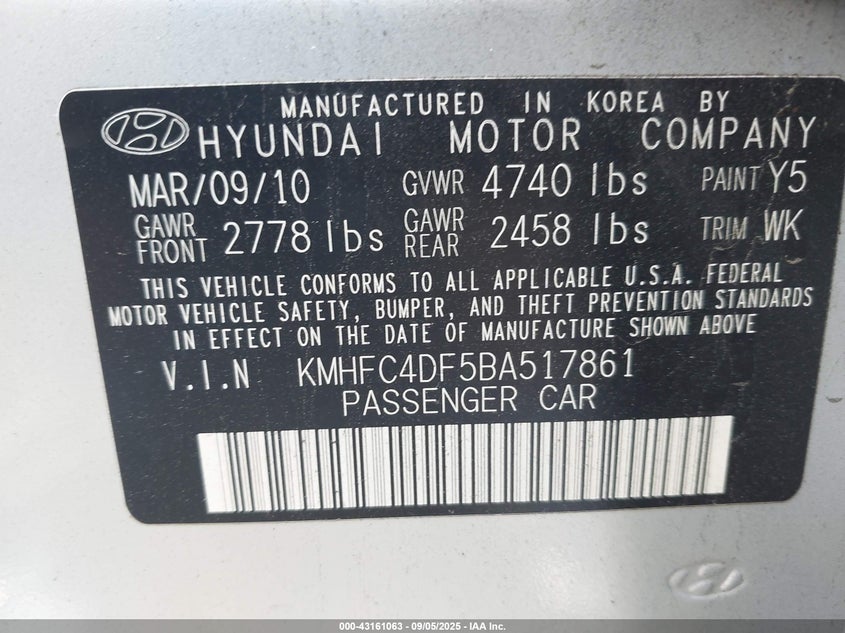 MANUFACTURED IN KOREA BY
HYUNDAI MOTOR COMPANY
MAR/09/10 GVWR 4740 lbs PAINT Y5
GAWR FRONT 2778 lbs GAWR REAR 2458 lbs TRIM WK
THIS VEHICLE CONFORMS TO ALL APPLICABLE U.S.A. FEDERAL
MOTOR VEHICLE SAFETY, BUMPER, AND THEFT PREVENTION STANDARDS
IN EFFECT ON THE DATE OF MANUFACTURE SHOWN ABOVE
V.I.N KMHFC4DF5BA517861
PASSENGER CAR
000-43161063 - 09/05/2025 - IAA Inc.